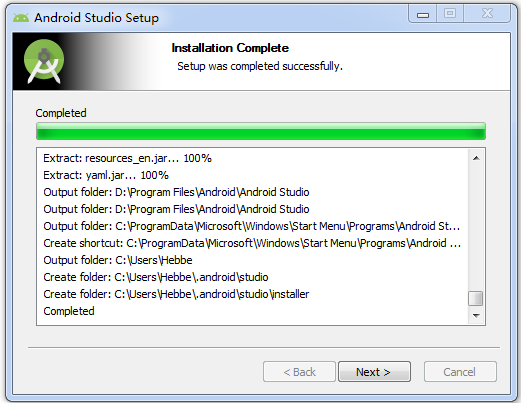 Android Studio Setup
Installation Complete
Setup was completed successfully.
Completed
Extract: resources_en.jar... 100%
Extract: yaml.jar... 100%
Output folder: D:\Program Files\Android\Android Studio
Output folder: D:\Program Files\Android\Android Studio
Output folder: C:\ProgramData\Microsoft\Windows\Start Menu\Programs\Android St...
Create shortcut: C:\ProgramData\Microsoft\Windows\Start Menu\Programs\Android ...
Output folder: C:\Users\Hebbe
Create folder: C:\Users\Hebbe\.android\studio
Create folder: C:\Users\Hebbe\.android\studio\installer
Completed
< Back Next > Cancel